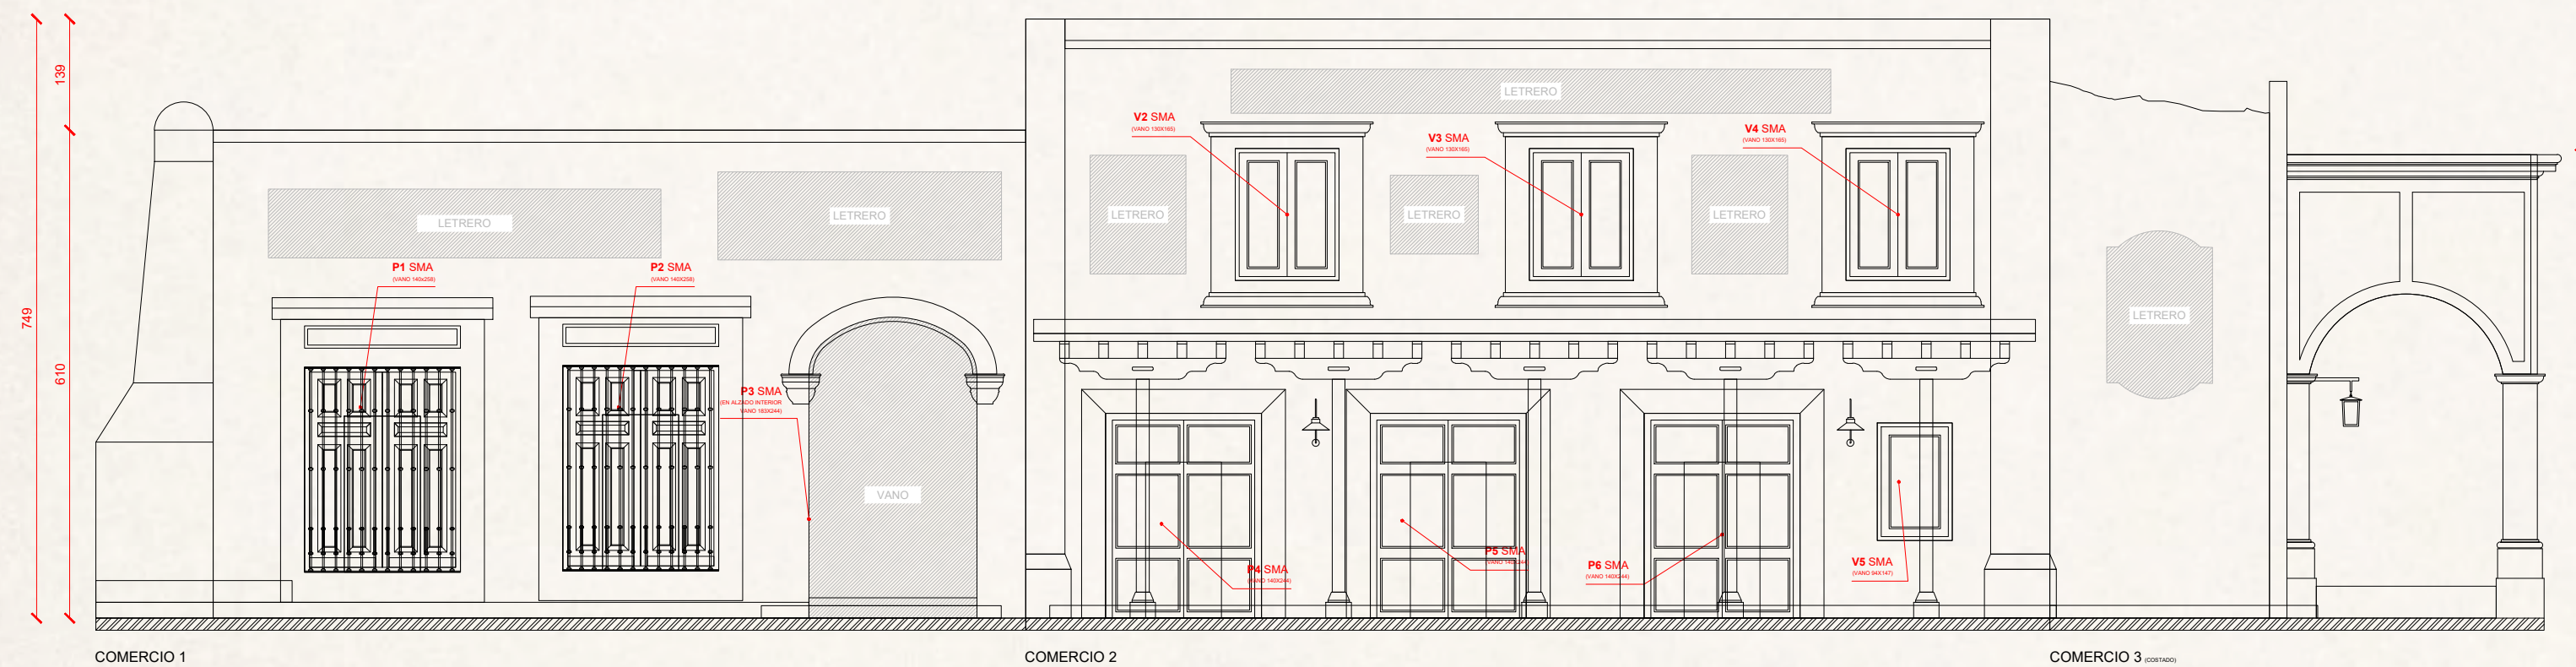 139
749
610
LETRERO
LETRERO
P1 SMA
(VANO 140x258)
P2 SMA
(VANO 140X258)
P3 SMA
(EN ALZADO INTERIOR
VANO 183X244)
VANO
LETRERO
V2 SMA
(VANO 130X165)
V3 SMA
(VANO 130X165)
V4 SMA
(VANO 130X165)
LETRERO
LETRERO
LETRERO
P4 SMA
(VANO 140X244)
P5 SMA
(VANO 140X244)
P6 SMA
(VANO 140X244)
V5 SMA
(VANO 94X147)
LETRERO
COMERCIO 1
COMERCIO 2
COMERCIO 3 (COSTADO)